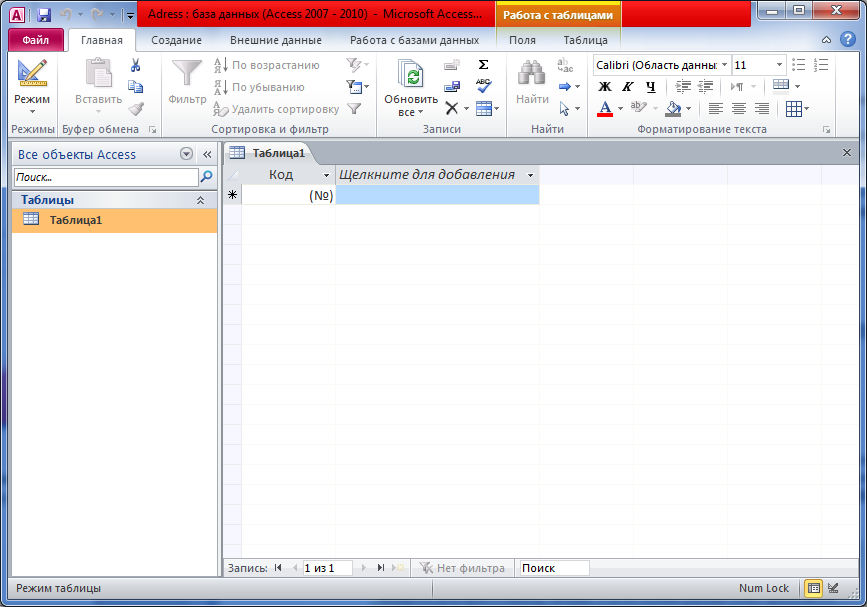 Adress : база данных (Access 2007 - 2010) - Microsoft Access...
Работа с таблицами
Файл Главная Создание Внешние данные Работа с базами данных Поля Таблица
Режим
Режимы
Вставить
Буфер обмена
Фильтр
По возрастанию
По убыванию
Удалить сортировку
Сортировка и фильтр
Обновить все
Записи
Найти
Найти
Calibri (Область данных 11
Ж К Ч
Форматирование текста
Все объекты Access
Поиск...
Таблицы
Таблица1
Таблица1
Код Щелкните для добавления
(№)
Запись: 1 из 1 Нет фильтра Поиск
Режим таблицы Num Lock